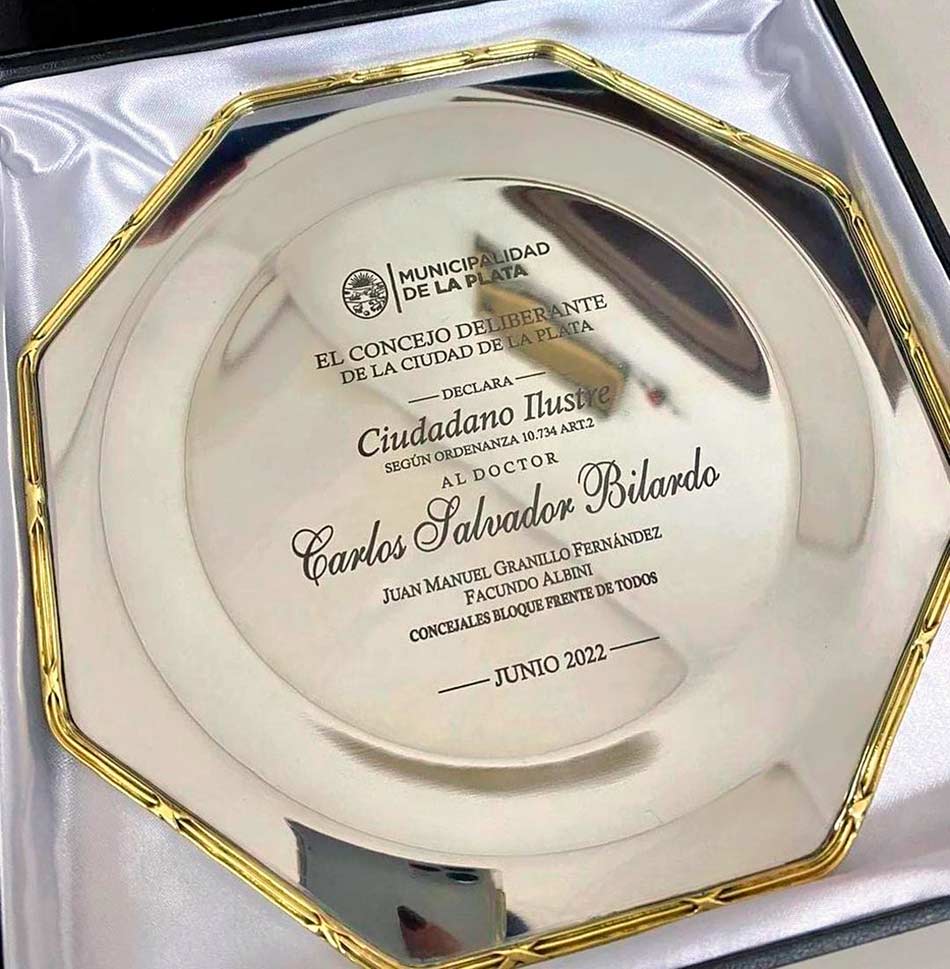 MUNICIPALIDAD
DE LA PLATA
EL CONCEJO DELIBERANTE
DE LA CIUDAD DE LA PLATA
DECLARA
Ciudadano Ilustre
SEGÚN ORDENANZA 10.734 ART.2
AL DOCTOR
Carlos Salvador Bilardo
JUAN MANUEL GRANILLO FERNÁNDEZ
FACUNDO ALBINI
CONCEJALES BLOQUE FRENTE DE TODOS
JUNIO 2022